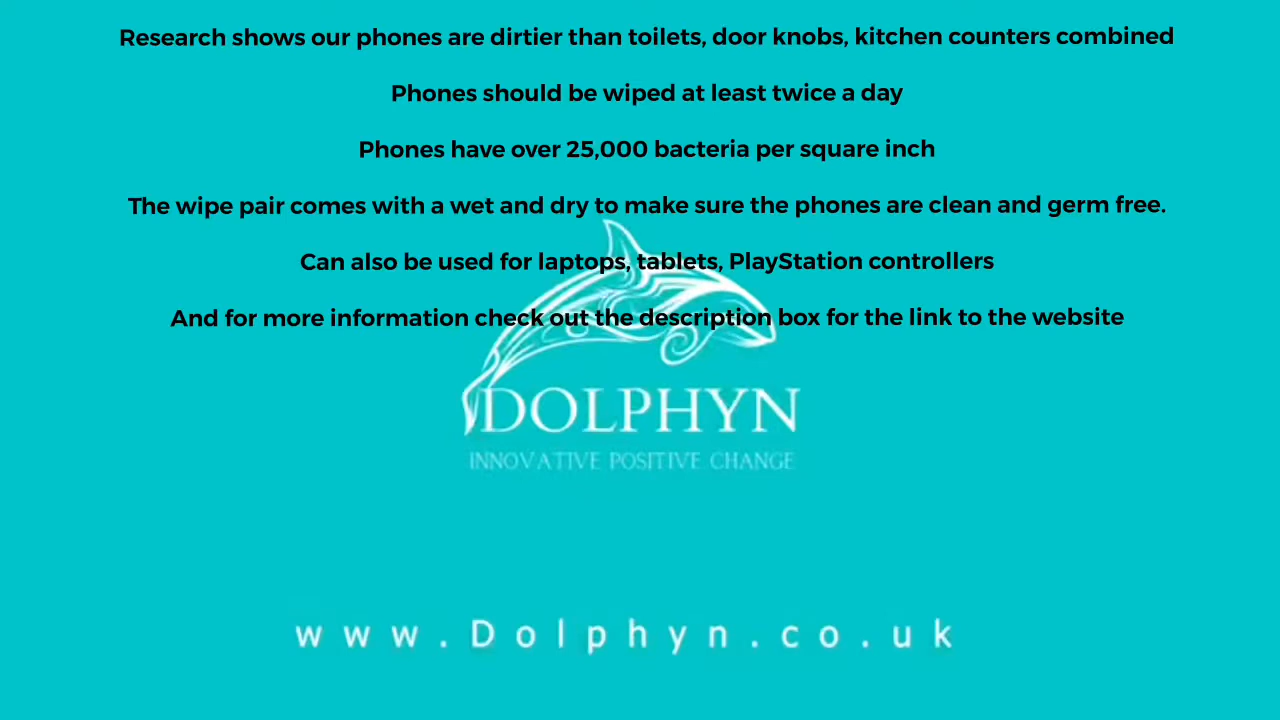 Research shows our phones are dirtier than toilets, door knobs, kitchen counters combined
Phones should be wiped at least twice a day
Phones have over 25,000 bacteria per square inch
The wipe pair comes with a wet and dry to make sure the phones are clean and germ free.
Can also be used for laptops, tablets, PlayStation controllers
And for more information check out the description box for the link to the website
DOLPHYN
INNOVATIVE POSITIVE CHANGE
www.Dolphyn.co.uk